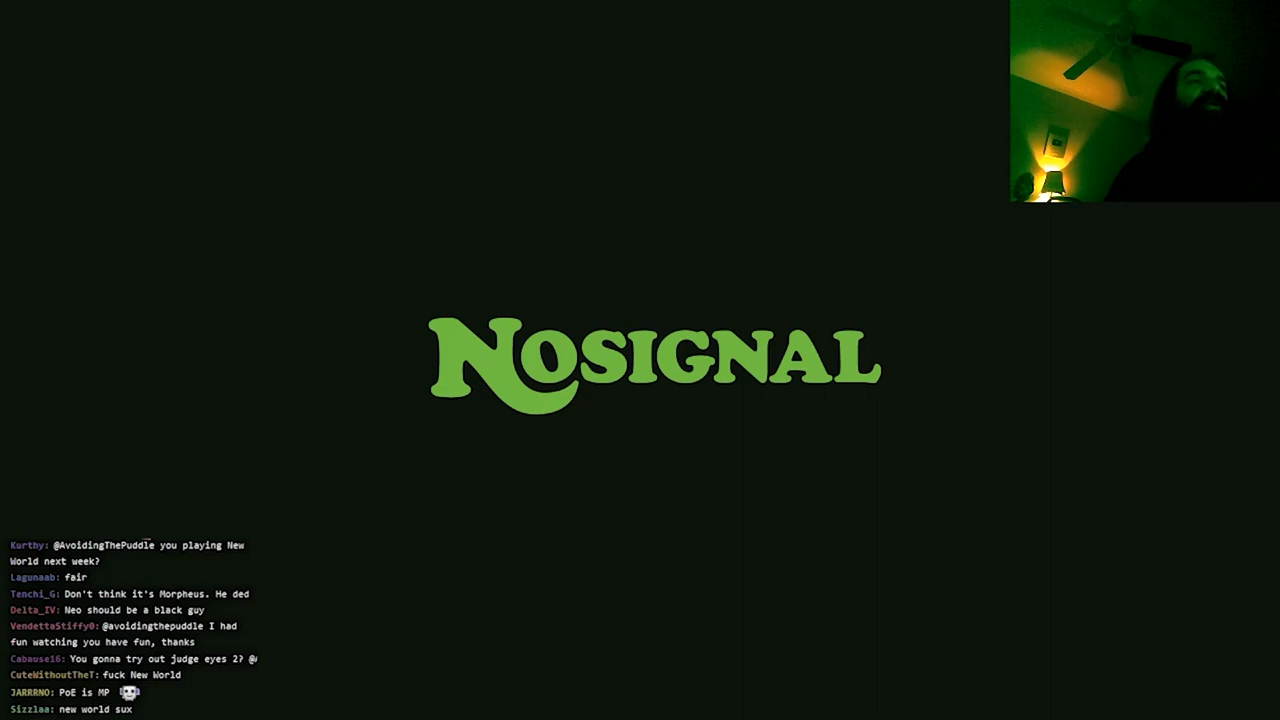 NOSIGNAL
Kurthy: @AvoidingThePuddle you playing New
World next week?
Lagunaab: fair
Tenchi_G: Don't think it's Morpheus. He ded
Delta_IV: Neo should be a black guy
VendettaStiffy0: @avoidingthepuddle I had
fun watching you have fun, thanks
Cabause16: You gonna try out judge eyes 2? @
CuteWithoutTheT: fuck New World
JARRRNO: PoE is MP
Sizzlaa: new world sux